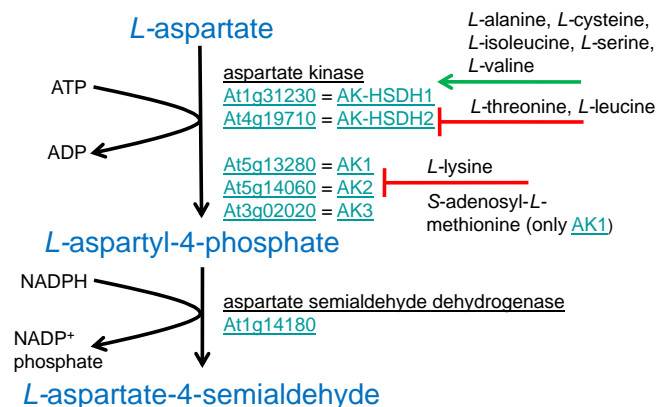 L-aspartate
L-alanine, L-cysteine,
L-isoleucine, L-serine,
L-valine
ATP
ADP
aspartate kinase
At1g31230 = AK-HSDH1
At4g19710 = AK-HSDH2
L-threonine, L-leucine
At5g13280 = AK1
At5g14060 = AK2
At3g02020 = AK3
L-lysine
S-adenosyl-L-
methionine (only AK1)
L-aspartyl-4-phosphate
NADPH
NADP+
phosphate
aspartate semialdehyde dehydrogenase
At1g14180
L-aspartate-4-semialdehyde